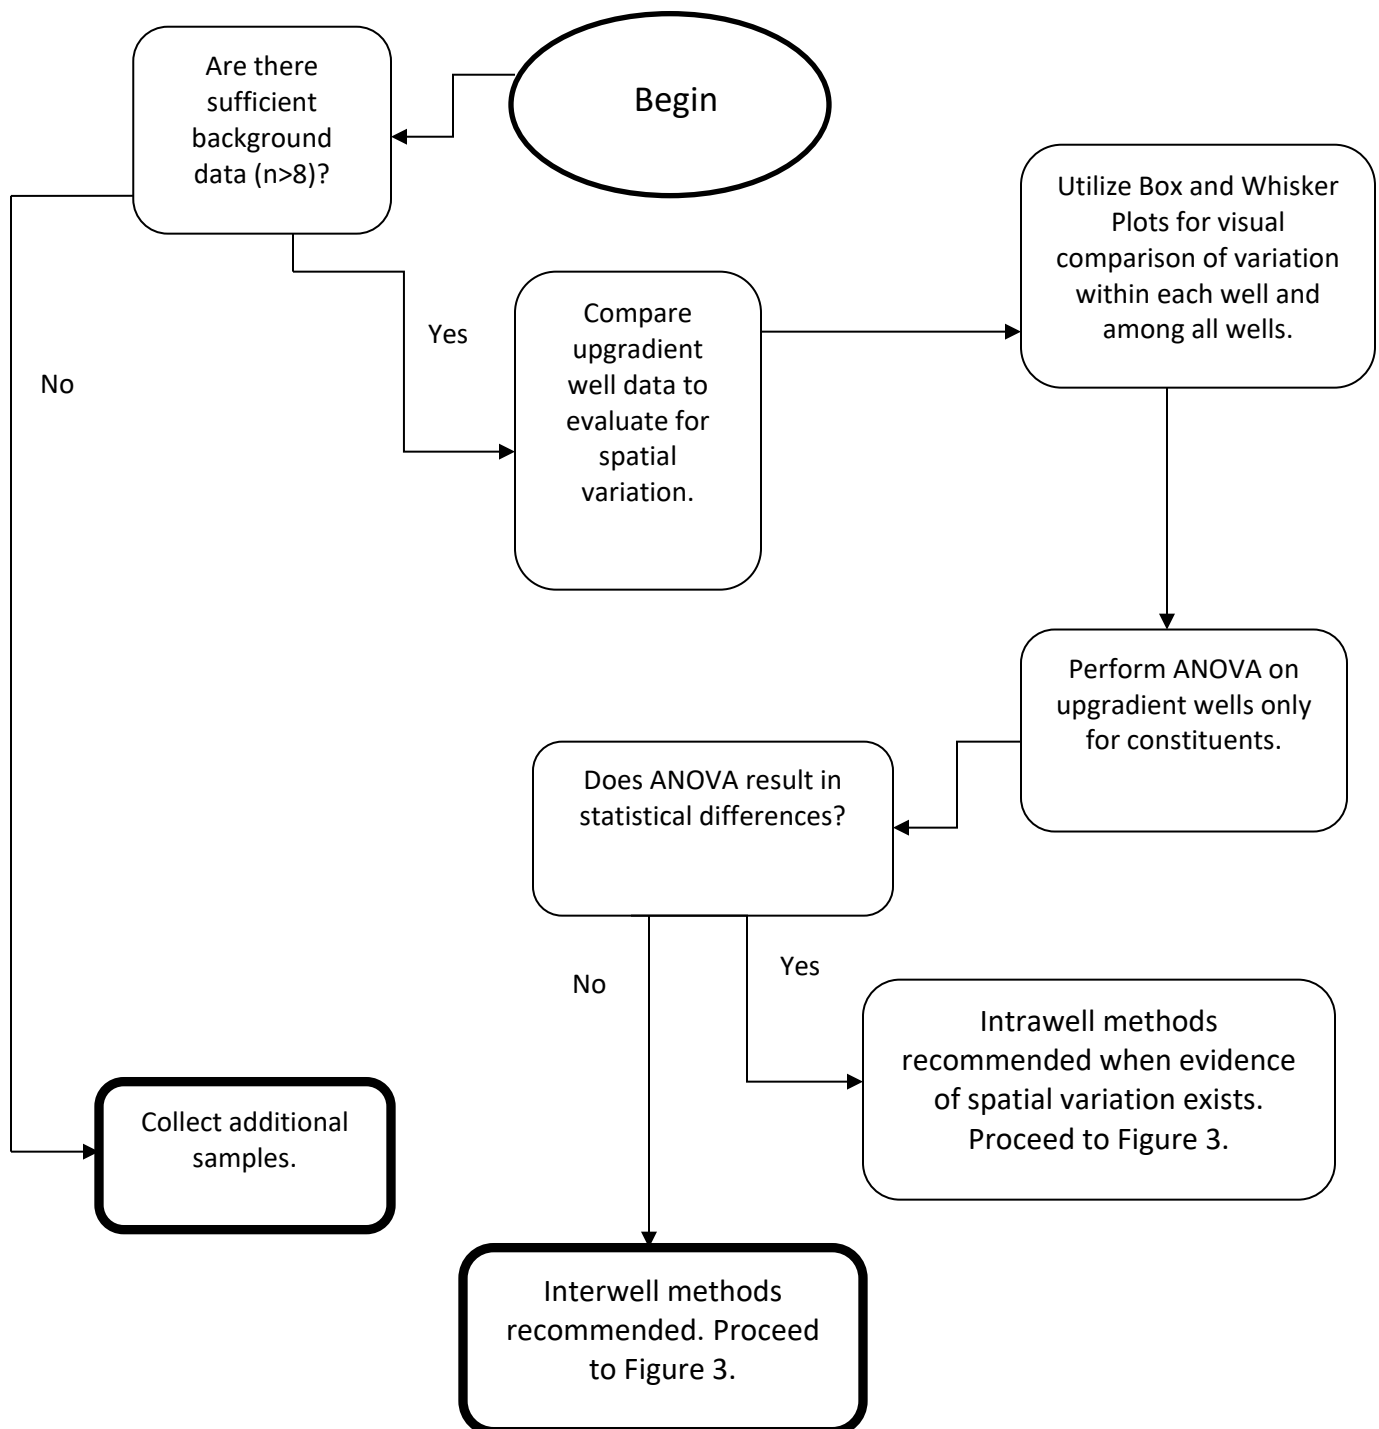 Begin
Are there
sufficient
background
data (n>8)?
No
Yes
Compare
upgradient
well data to
evaluate for
spatial
variation.
Utilize Box and Whisker
Plots for visual
comparison of variation
within each well and
among all wells.
Perform ANOVA on
upgradient wells only
for constituents.
Does ANOVA result in
statistical differences?
No
Yes
Intrawell methods
recommended when evidence
of spatial variation exists.
Proceed to Figure 3.
Collect additional
samples.
Interwell methods
recommended. Proceed
to Figure 3.